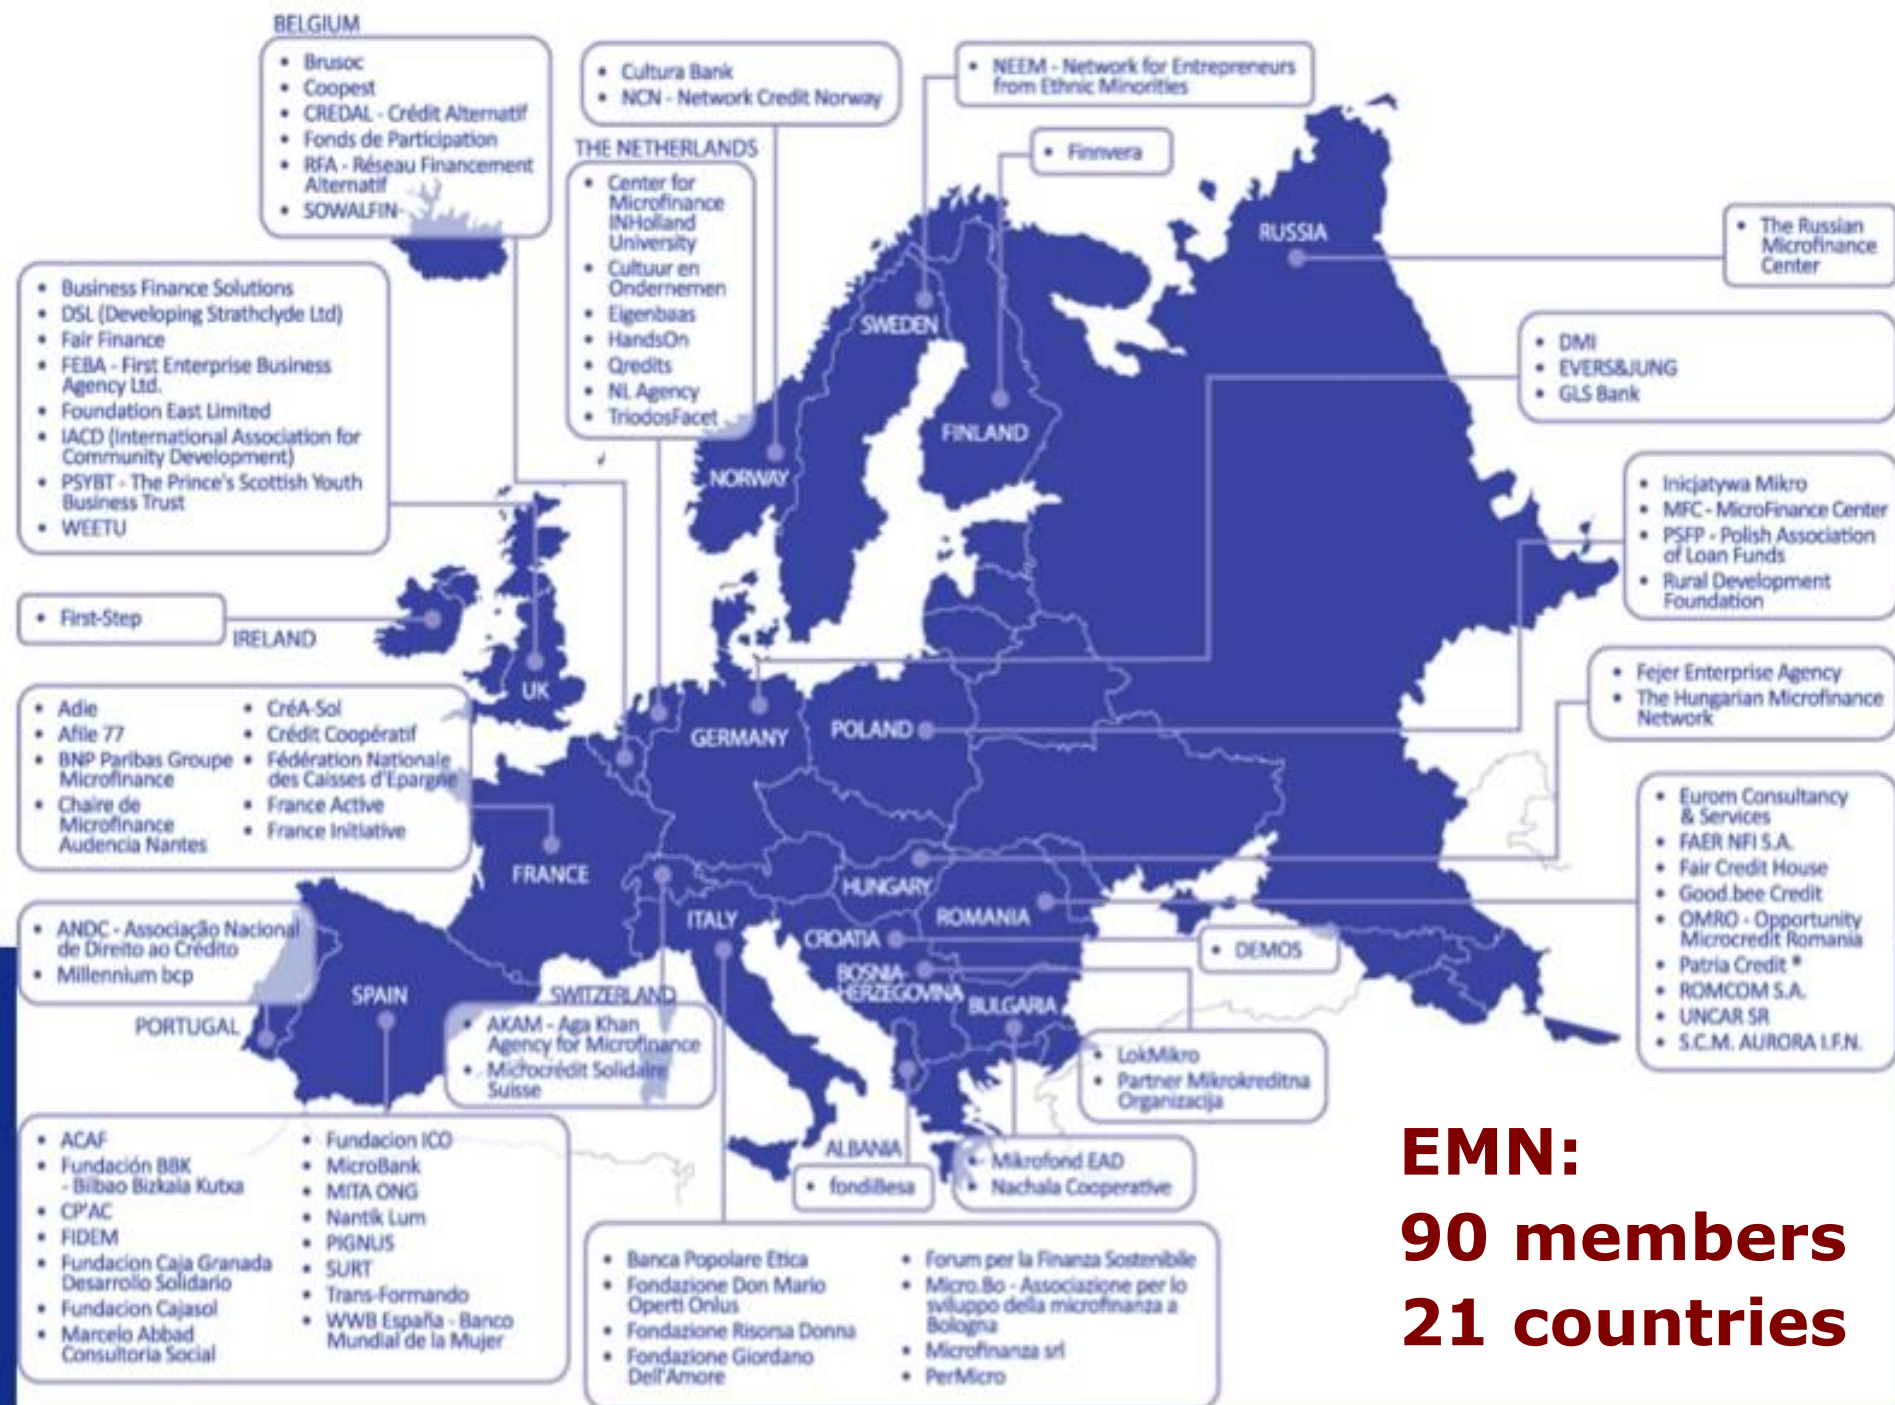 BELGIUM
• Brusoc
• Coopest
• CREDAL - Crédit Alternatif
• Fonds de Participation
• RFA - Réseau Financement
Alternatif
• SOWALFIN
• Cultura Bank
• NCN - Network Credit Norway
• NEEM - Network for Entrepreneurs
from Ethnic Minorities
• Finnvera
THE NETHERLANDS
• Center for
Microfinance
INHolland
University
• Cultuur en
Ondernemen
• Eigenbaas
• HandsOn
• Qredits
• NL Agency
• TriodosFacet
• The Russian
Microfinance
Center
• Business Finance Solutions
• DSL (Developing Strathclyde Ltd)
• Fair Finance
• FEBA - First Enterprise Business
Agency Ltd.
• Foundation East Limited
• IACD (International Association for
Community Development)
• PSYBT - The Prince's Scottish Youth
Business Trust
• WEETU
• DMI
• EVERS&JUNG
• GLS Bank
• Inicjatywa Mikro
• MFC - MicroFinance Center
• PSFP - Polish Association
of Loan Funds
• Rural Development
Foundation
• First-Step
IRELAND
• Fejer Enterprise Agency
• The Hungarian Microfinance
Network
• Adie
• Afile 77
• BNP Paribas Groupe
Microfinance
• Chaire de
Microfinance
Audencia Nantes
• CréA-Sol
• Crédit Coopératif
• Fédération Nationale
des Caisses d'Epargne
• France Active
• France Initiative
• Eurom Consultancy
& Services
• FAER NFI S.A.
• Fair Credit House
• Good.bee Credit
• OMRO - Opportunity
Microcredit Romania
• Patria Credit *
• ROMCOM S.A.
• UNCAR SR
• S.C.M. AURORA I.F.N.
RUSSIA
SWEDEN
FINLAND
NORWAY
UK
GERMANY
POLAND
FRANCE
HUNGARY
ITALY
ROMANIA
CROATIA
• DEMOS
BOSNIA-
HERZEGOVINA
BULGARIA
• ANDC - Associação Nacional
de Direito ao Crédito
• Millennium bcp
PORTUGAL
SPAIN
SWITZERLAND
• AKAM - Aga Khan
Agency for Microfinance
• Microcrédit Solidaire
Suisse
• LokMikro
• Partner Mikrokreditna
Organizacija
ALBANIA
• fondiBesa
• Mikrofond EAD
• Nachala Cooperative
• ACAF
• Fundación BBK
- Bilbao Bizkaia Kutxa
• CP'AC
• FIDEM
• Fundacion Caja Granada
Desarrollo Solidario
• Fundacion Cajasol
• Marcelo Abbad
Consultoria Social
• Fundacion ICO
• MicroBank
• MITA ONG
• Nantik Lum
• PIGNUS
• SURT
• Trans-Formando
• WWB España - Banco
Mundial de la Mujer
• Banca Popolare Etica
• Fondazione Don Mario
Operti Onlus
• Fondazione Risorsa Donna
• Fondazione Giordano
Dell'Amore
• Forum per la Finanza Sostenibile
• Micro.Bo - Associazione per lo
sviluppo della microfinanza a
Bologna
• Microfinanza srl
• PerMicro
EMN:
90 members
21 countries